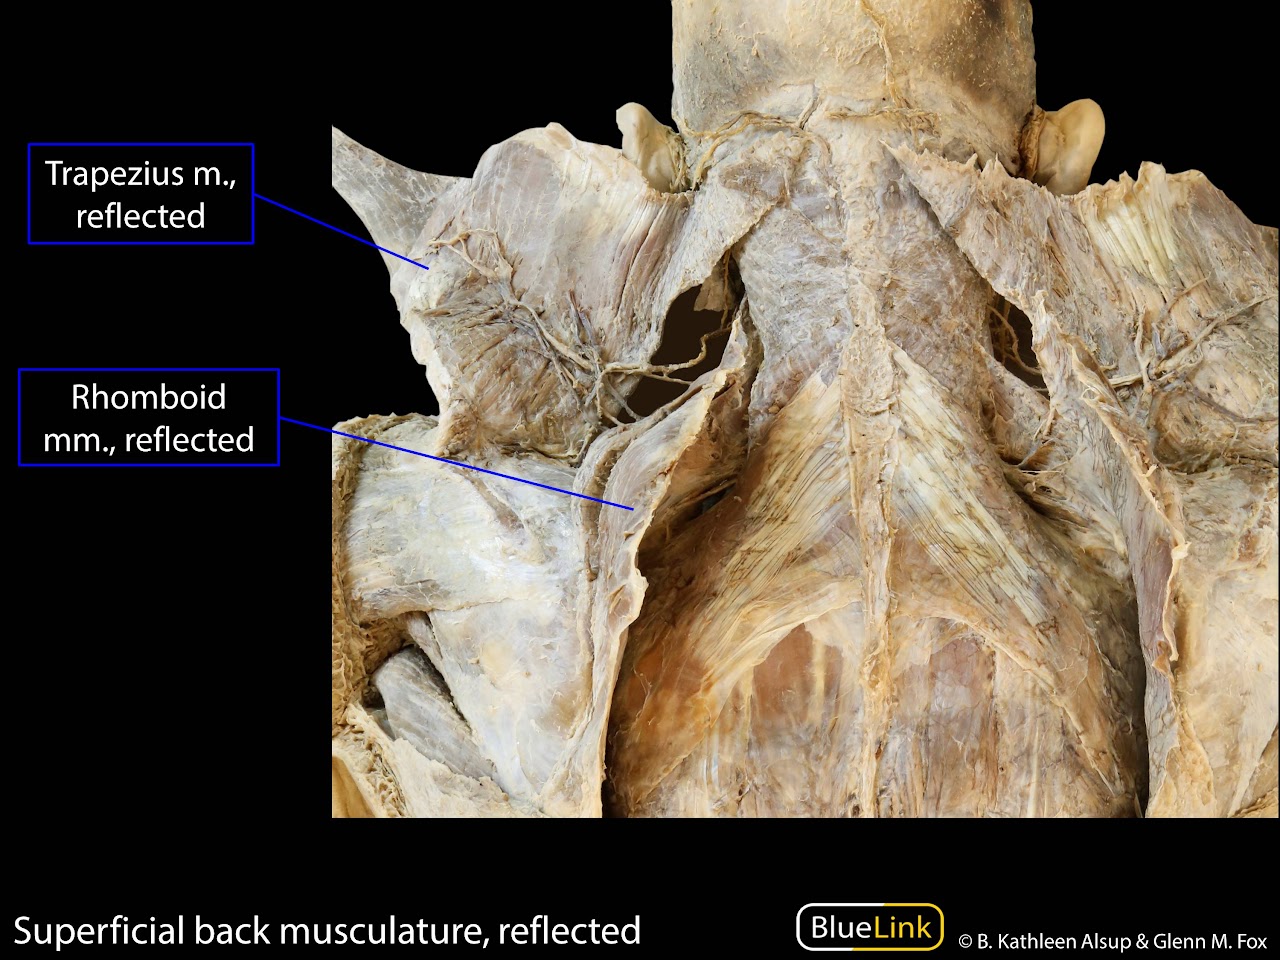 Trapezius m.,
reflected
Rhomboid
mm., reflected
Superficial back musculature, reflected
BlueLink
© B. Kathleen Alsup & Glenn M. Fox